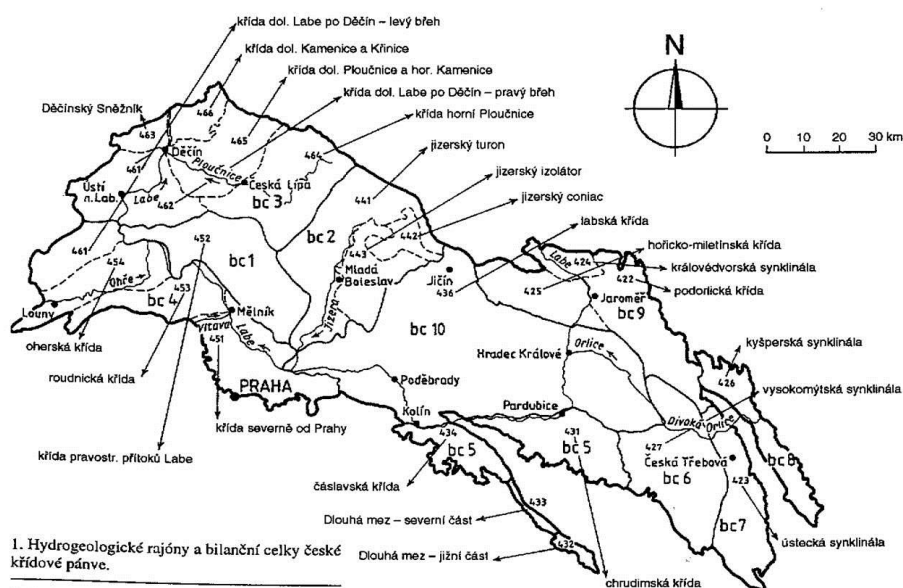 křída dol. Labe po Děčín – levý břeh
křída dol. Kamenice a Křinice
křída dol. Ploučnice a hor. Kamenice
křída dol. Labe po Děčín – pravý břeh
křída horní Ploučnice
jizerský turon
jizerský izolátor
jizerský coniac
labská křída
hořicko-miletínská křída
královédvorská synklinála
podorlická křída
kyšperská synklinála
vysokomýtská synklinála
ústecká synklinála
chrudimská křída
Děčínský Sněžník
N
0 10 20 30 km
466
463
465
461
Děčín
Ploučnice
464
Česká Lípa
Ústí
n. Lab.
Labe
462
bc 3
441
bc 2
442
443
Mladá
Boleslav
Jizera
Jičín
436
461
454
452
bc 1
Ohře
453
bc 4
Louny
Mělník
Vltava
451
Labe
PRAHA
bc 10
Poděbrady
Kolín
Labe
424
425
422
Jaroměř
bc 9
Hradec Králové
Orlice
Pardubice
426
Divoká
Orlice
427
Česká Třebová
bc 6
423
bc 8
bc 7
431
bc 5
434
bc 5
433
432
oherská křída
roudnická křída
křída severně od Prahy
křída pravostr. přítoků Labe
čáslavská křída
Dlouhá mez – severní část
Dlouhá mez – jižní část
1. Hydrogeologické rajóny a bilanční celky české
křídové pánve.